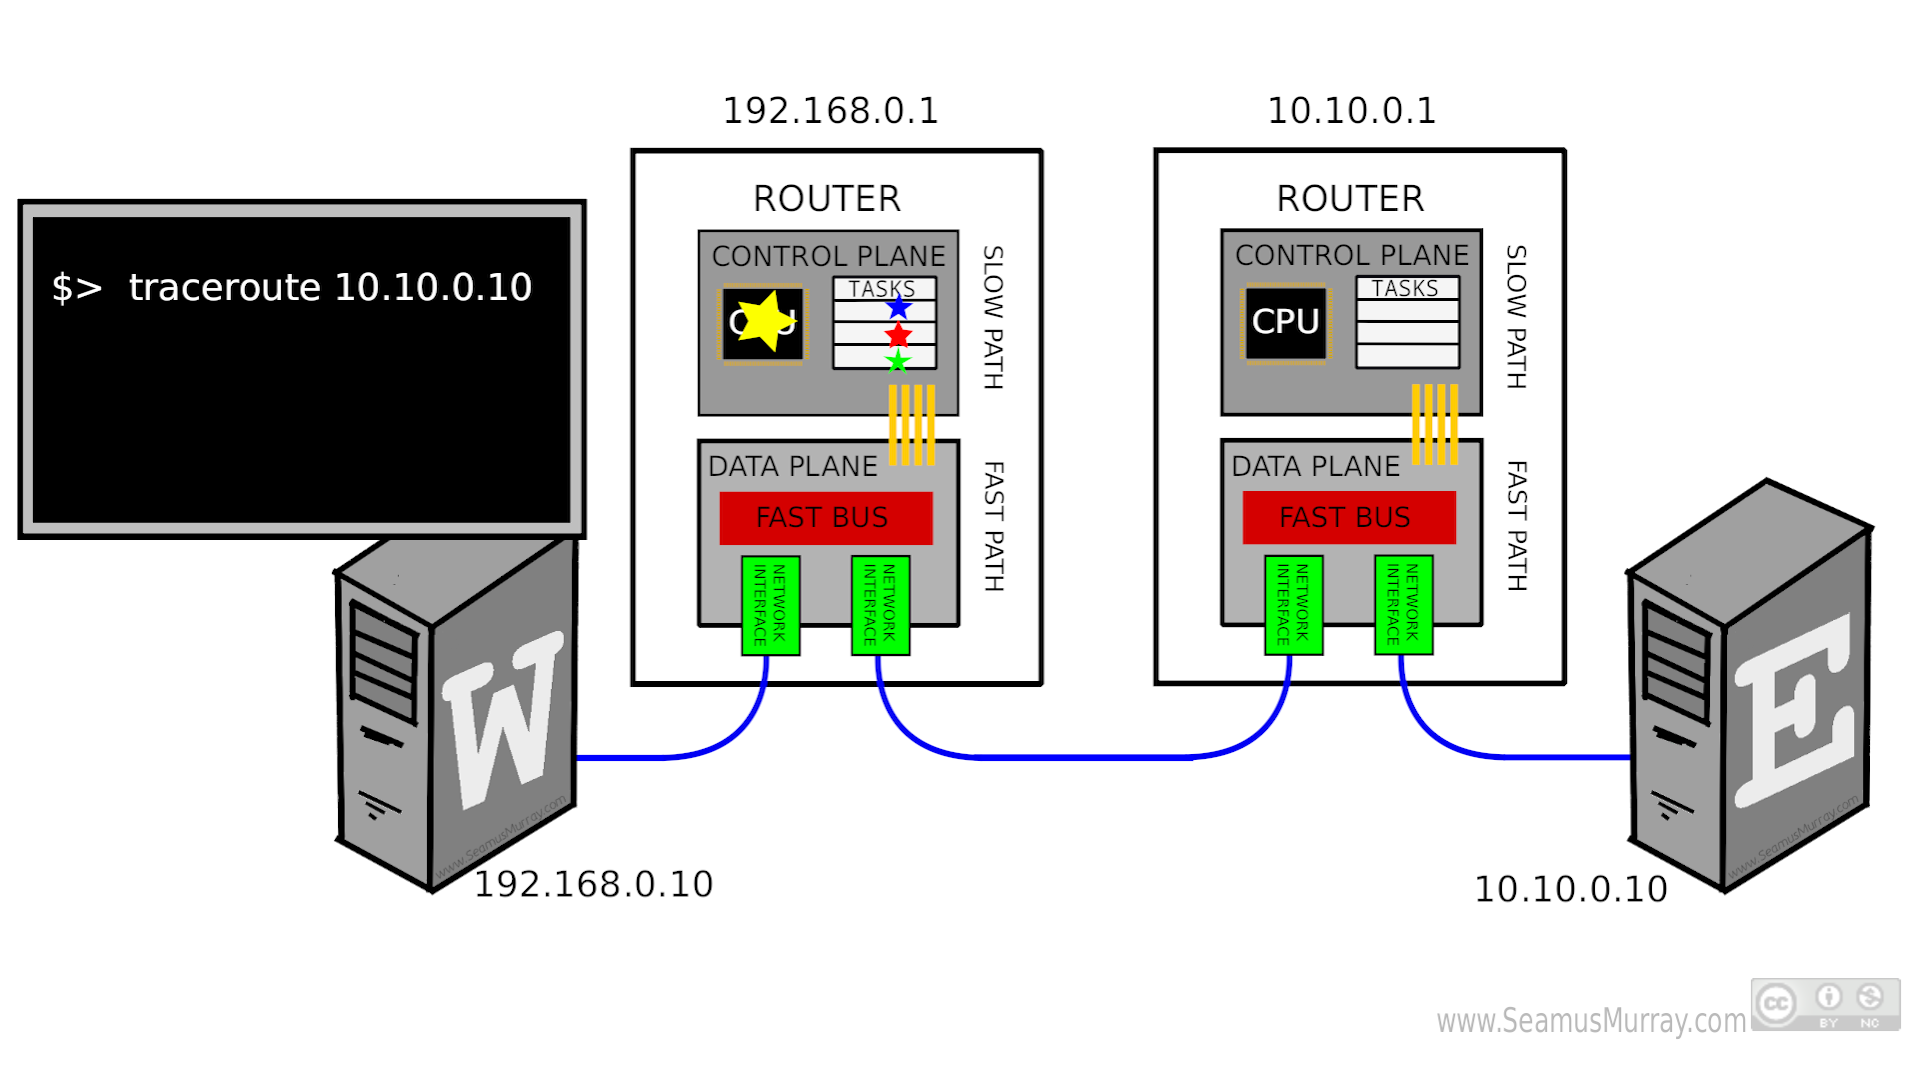 192.168.0.1
10.10.0.1
$> traceroute 10.10.0.10
ROUTER
CONTROL PLANE
TASKS
SLOW PATH
DATA PLANE
FAST BUS
NETWORK
INTERFACE
NETWORK
INTERFACE
FAST PATH
ROUTER
CONTROL PLANE
CPU
TASKS
SLOW PATH
DATA PLANE
FAST BUS
NETWORK
INTERFACE
NETWORK
INTERFACE
FAST PATH
W
www.SeamusMurray.com
192.168.0.10
E
www.SeamusMurray.com
10.10.0.10
www.SeamusMurray.com
cc
BY NC